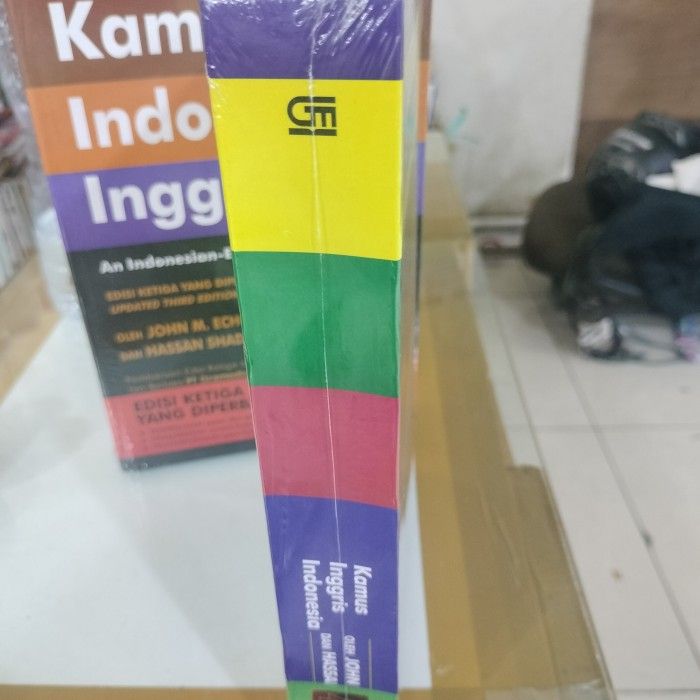 Kam
Indo
Ingg
An Indonesian-E
EDISI KETIGA YANG DIP
UPDATED THIRD EDITION
OLEH JOHN M. ECH
DAN HASSAN SHAD
EDISI KETIGA
YANG DIPERB
Kamus
Inggris
Indonesia
OLEH JOHN
DAN HASSA